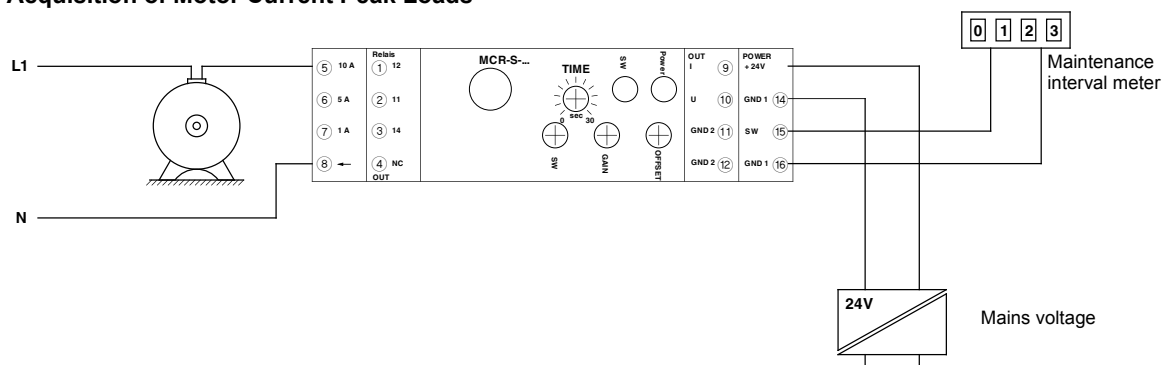 Acquisition of Motor Current Peak Loads
0 1 2 3
Maintenance
interval meter
L1
N
5 10 A
6 5 A
7 1 A
8 ←
Relais
1 12
2 11
3 14
4 NC
OUT
MCR-S-...
TIME
0 sec 30
SW
Power
SW
GAIN
OFFSET
OUT
I 9
U 10
GND 2 11
GND 2 12
POWER
+ 24V
GND 1 14
SW 15
GND 1 16
24V
Mains voltage